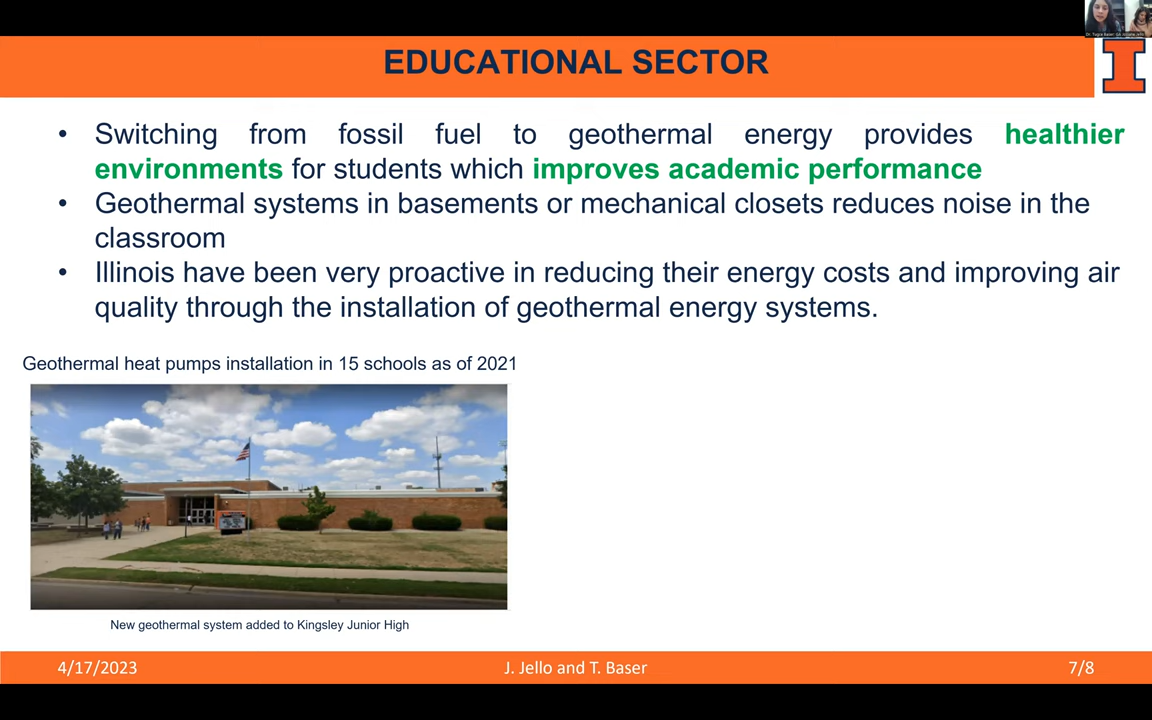 EDUCATIONAL SECTOR
• Switching from fossil fuel to geothermal energy provides healthier
environments for students which improves academic performance
• Geothermal systems in basements or mechanical closets reduces noise in the
classroom
• Illinois have been very proactive in reducing their energy costs and improving air
quality through the installation of geothermal energy systems.
Geothermal heat pumps installation in 15 schools as of 2021
New geothermal system added to Kingsley Junior High
4/17/2023
J. Jello and T. Baser
7/8